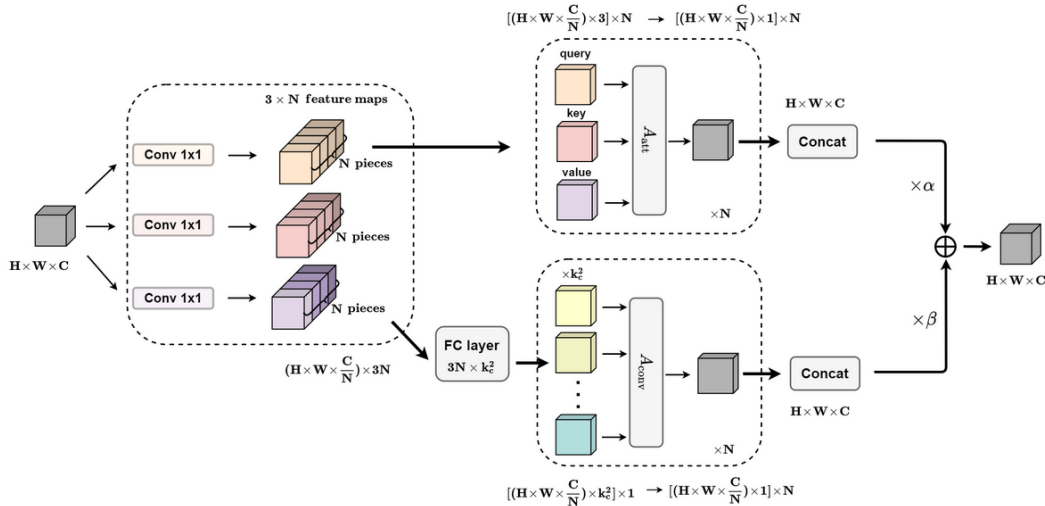 [(H×W×C/N)×3]×N → [(H×W×C/N)×1]×N
3 × N feature maps
Conv 1x1
N pieces
Conv 1x1
N pieces
Conv 1x1
N pieces
H×W×C
(H×W×C/N)×3N
query
key
value
A_att
×N
H×W×C
Concat
×α
FC layer
3N × k_c^2
×k_c^2
A_conv
×N
Concat
H×W×C
×β
H×W×C
[(H×W×C/N)×k_c^2]×1 → [(H×W×C/N)×1]×N